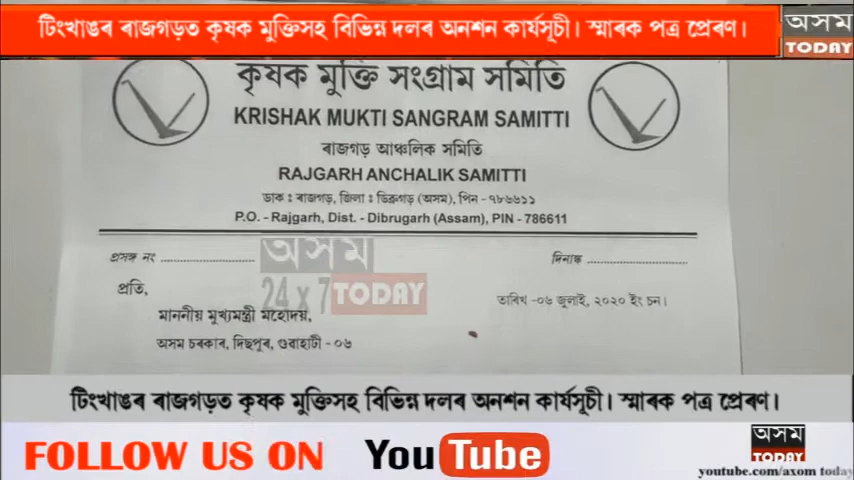 টিংখাঙৰ ৰাজগড়ত কৃষক মুক্তিসহ বিভিন্ন দলৰ অনশন কাৰ্যসূচী। স্মাৰক পত্ৰ প্ৰেৰণ।
অসম
TODAY
কৃষক মুক্তি সংগ্ৰাম সমিতি
KRISHAK MUKTI SANGRAM SAMITTI
ৰাজগড় আঞ্চলিক সমিতি
RAJGARH ANCHALIK SAMITTI
ডাক : ৰাজগড়, জিলা : ডিব্ৰুগড় (অসম), পিন - ৭৮৬৬১১
P.O. - Rajgarh, Dist. - Dibrugarh (Assam), PIN - 786611
প্ৰসঙ্গ নং ........................
দিনাঙ্ক ........................
অসম
24 x 7 TODAY
প্ৰতি,
তাৰিখ -০৬ জুলাই, ২০২০ ইং চন।
মাননীয় মুখ্যমন্ত্ৰী মহোদয়,
অসম চৰকাৰ, দিছপুৰ, গুৱাহাটী - ০৬
টিংখাঙৰ ৰাজগড়ত কৃষক মুক্তিসহ বিভিন্ন দলৰ অনশন কাৰ্যসূচী। স্মাৰক পত্ৰ প্ৰেৰণ।
FOLLOW US ON YouTube
অসম
TODAY
youtube.com/axom today